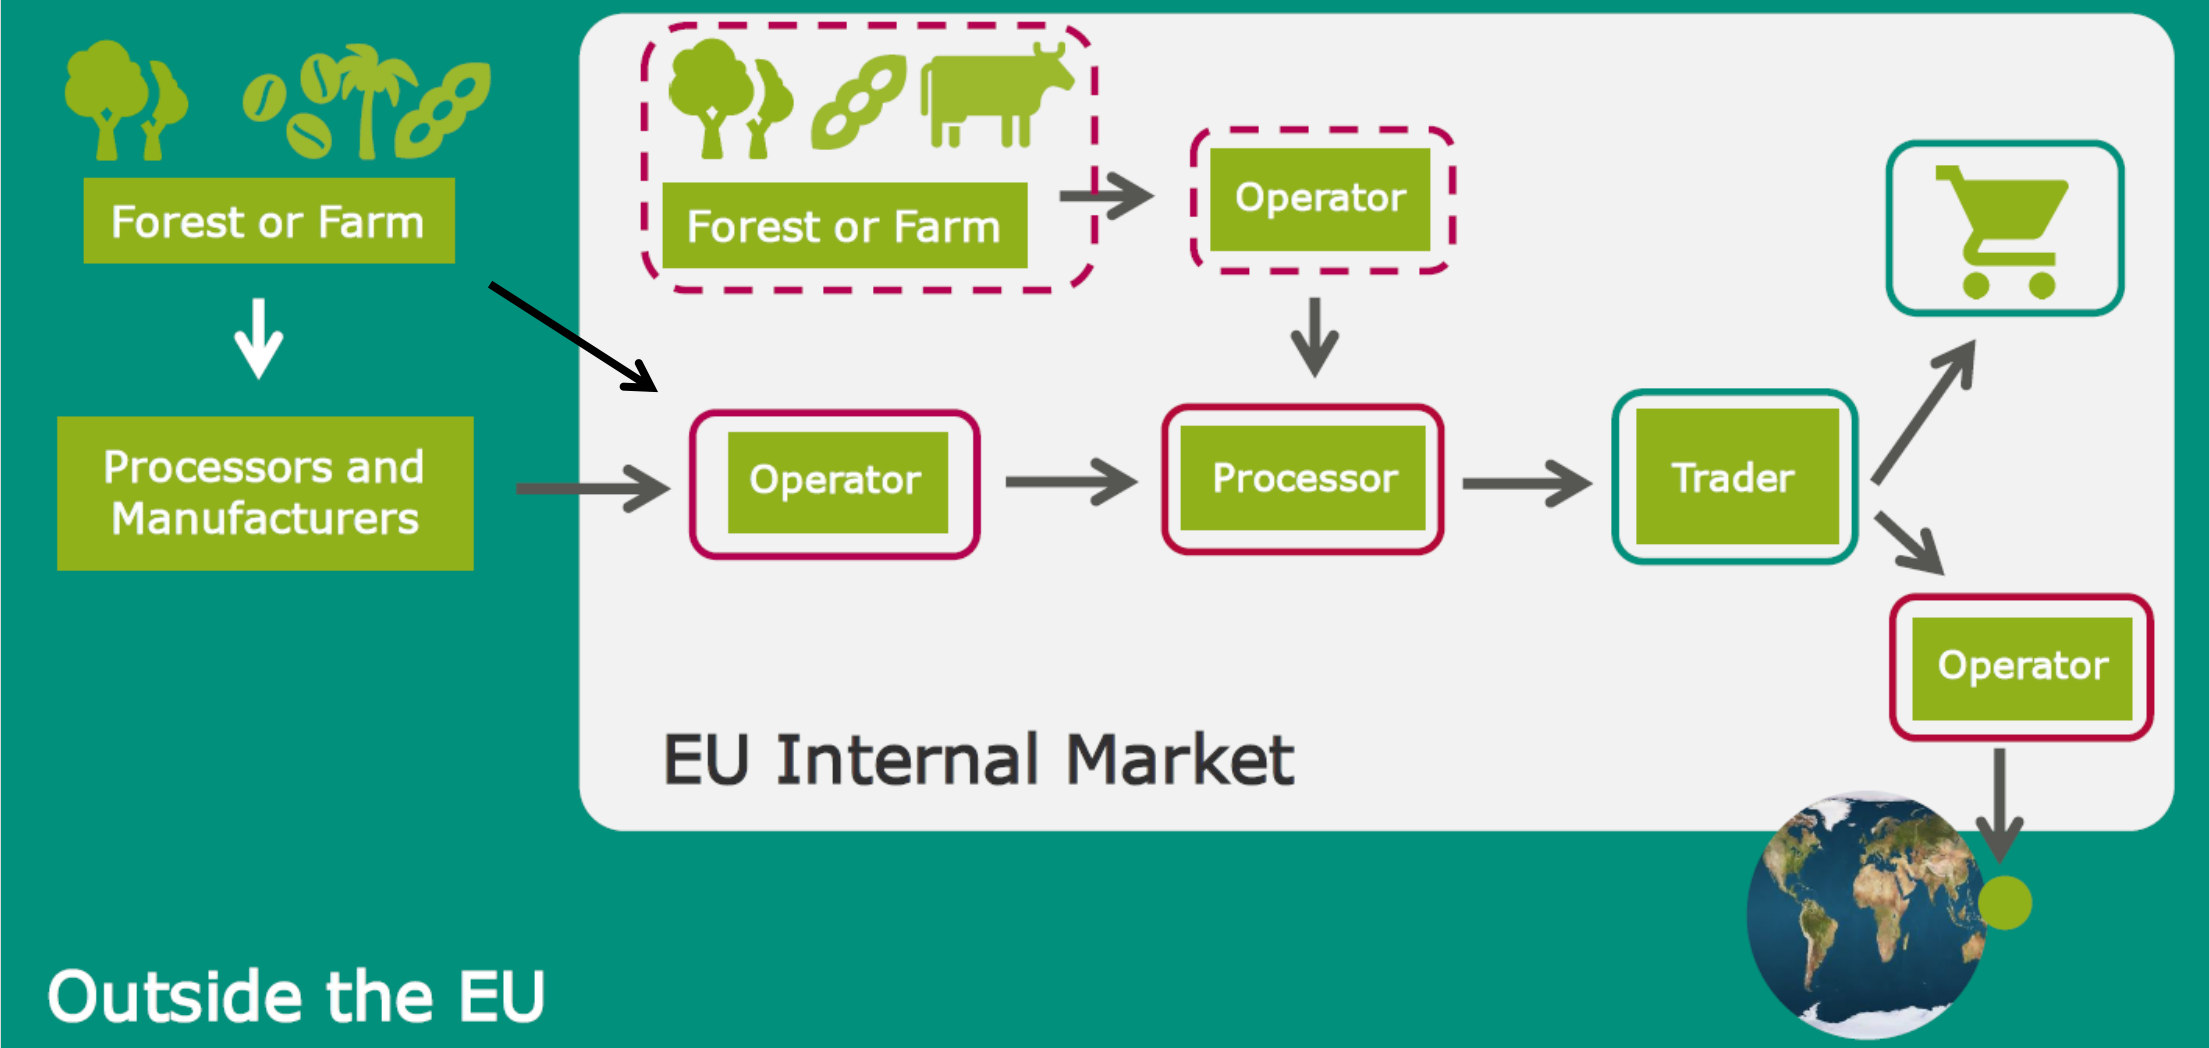 Forest or Farm
Processors and
Manufacturers
Forest or Farm
Operator
Operator
Processor
Trader
Operator
EU Internal Market
Outside the EU